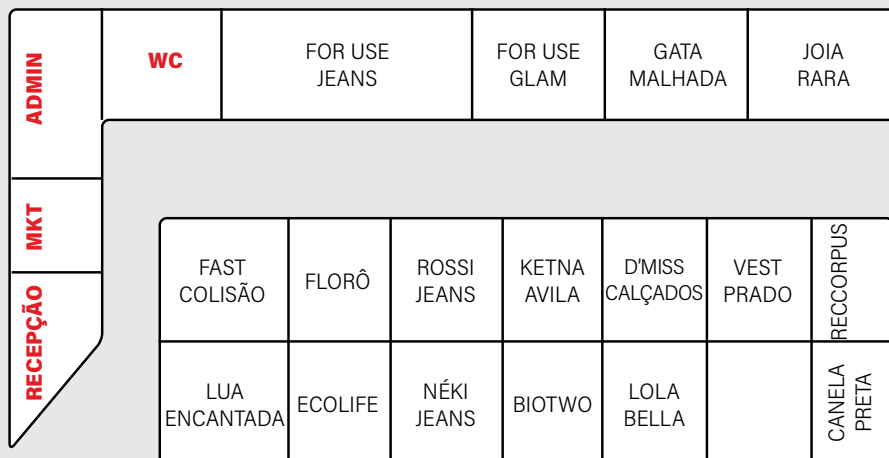 ADMIN
WC
FOR USE
JEANS
FOR USE
GLAM
GATA
MALHADA
JOIA
RARA
MKT
RECEPÇÃO
FAST
COLISÃO
FLORÔ
ROSSI
JEANS
KETNA
AVILA
D'MISS
CALÇADOS
VEST
PRADO
RECCORPUS
LUA
ENCANTADA
ECOLIFE
NÉKI
JEANS
BIOTWO
LOLA
BELLA
CANELA
PRETA